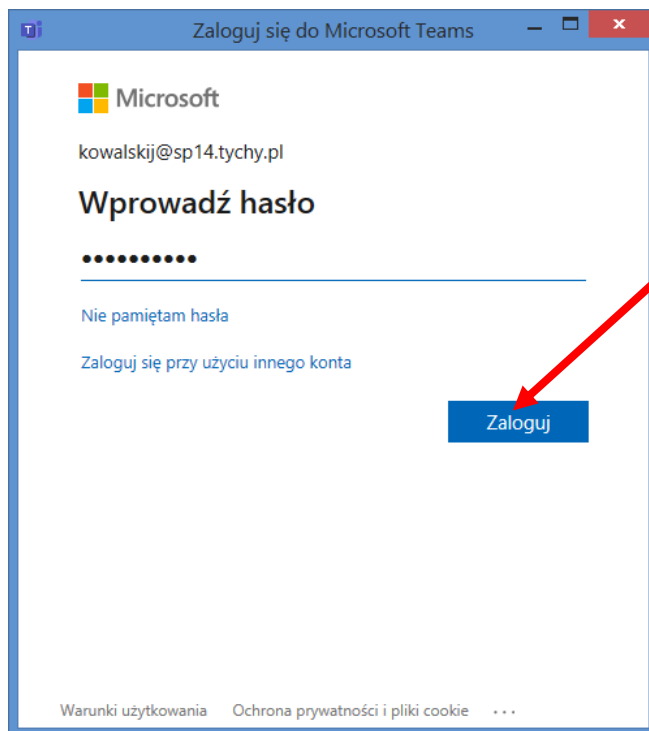 Zaloguj się do Microsoft Teams
Microsoft
kowalskij@sp14.tychy.pl
Wprowadź hasło
••••••••••
Nie pamiętam hasła
Zaloguj się przy użyciu innego konta
Zaloguj
Warunki użytkowania Ochrona prywatności i pliki cookie ...